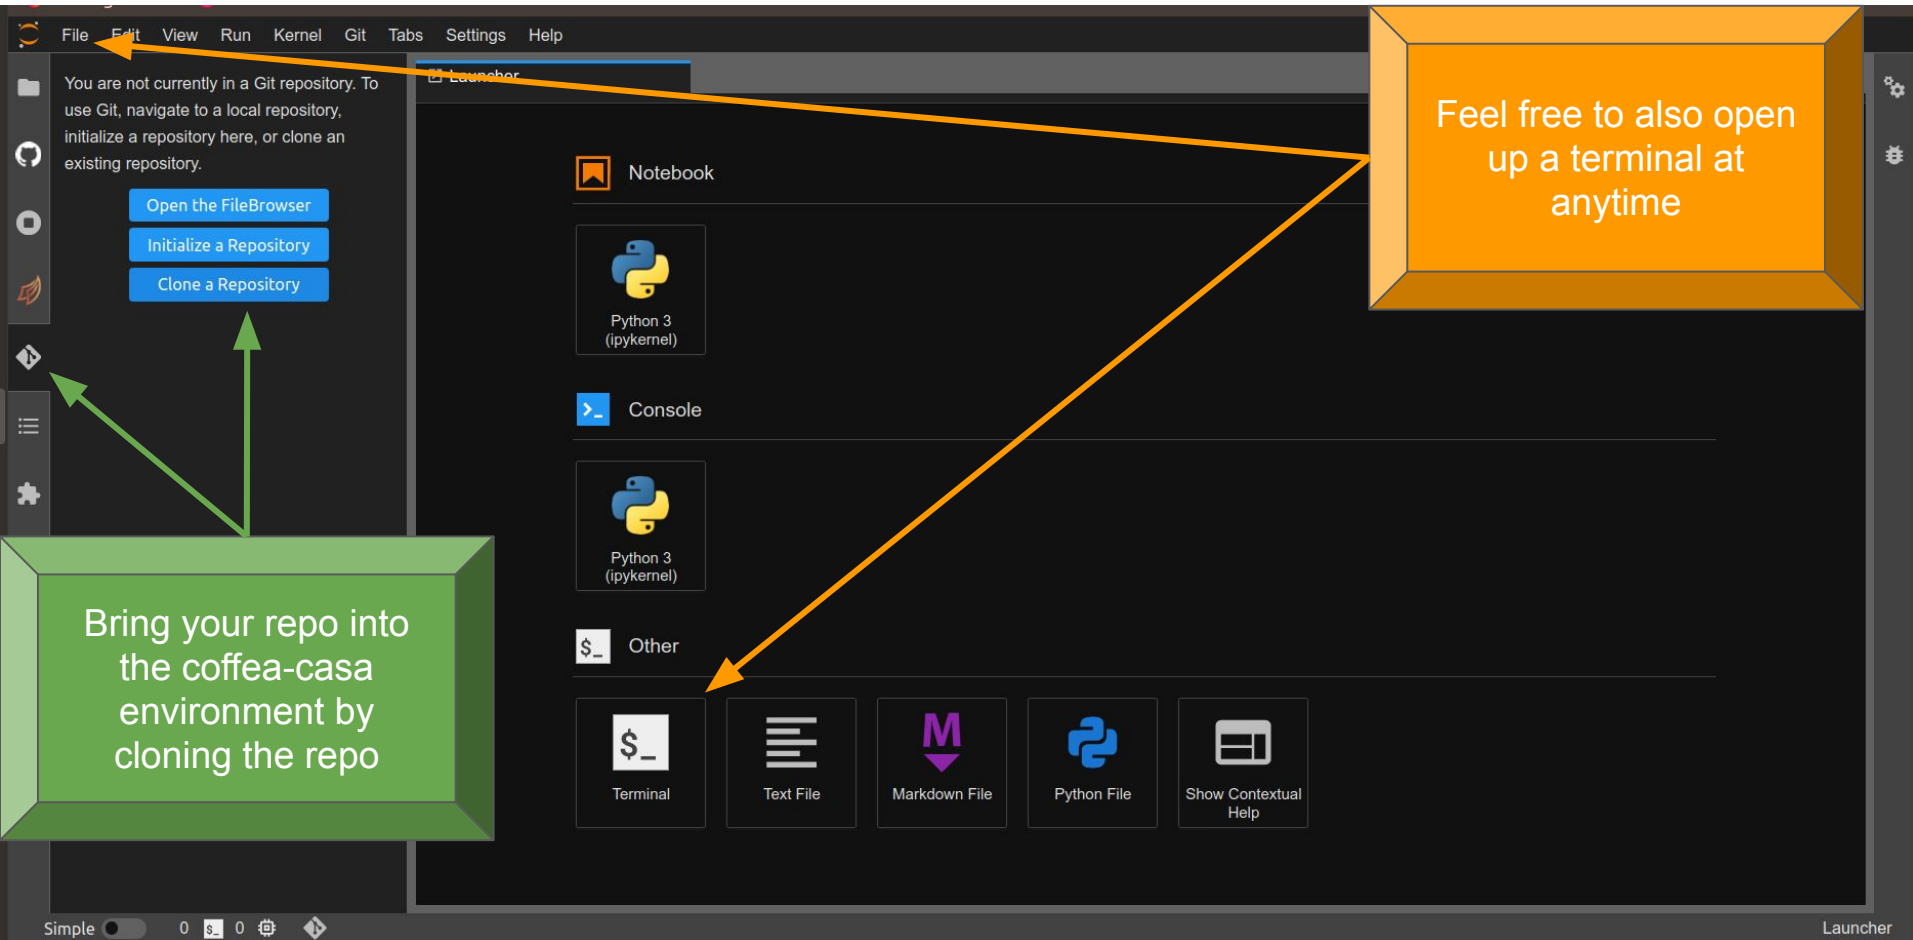 File Edit View Run Kernel Git Tabs Settings Help
You are not currently in a Git repository. To
use Git, navigate to a local repository,
initialize a repository here, or clone an
existing repository.
Open the FileBrowser
Initialize a Repository
Clone a Repository
Launcher
Notebook
Python 3
(ipykernel)
Console
Python 3
(ipykernel)
$_ Other
$_
Terminal
Text File
M
Markdown File
Python File
Show Contextual
Help
Feel free to also open
up a terminal at
anytime
Bring your repo into
the coffea-casa
environment by
cloning the repo
Simple 0 $_ 0
Launcher